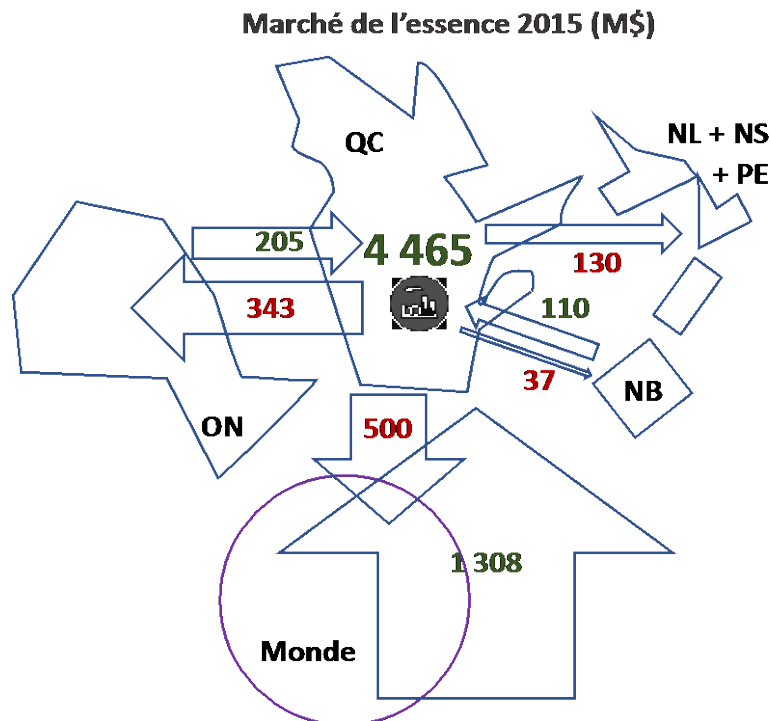 Marché de l’essence 2015 (M$)
QC
NL + NS
+ PE
205
4 465
130
343
110
37
NB
ON
500
1 308
Monde